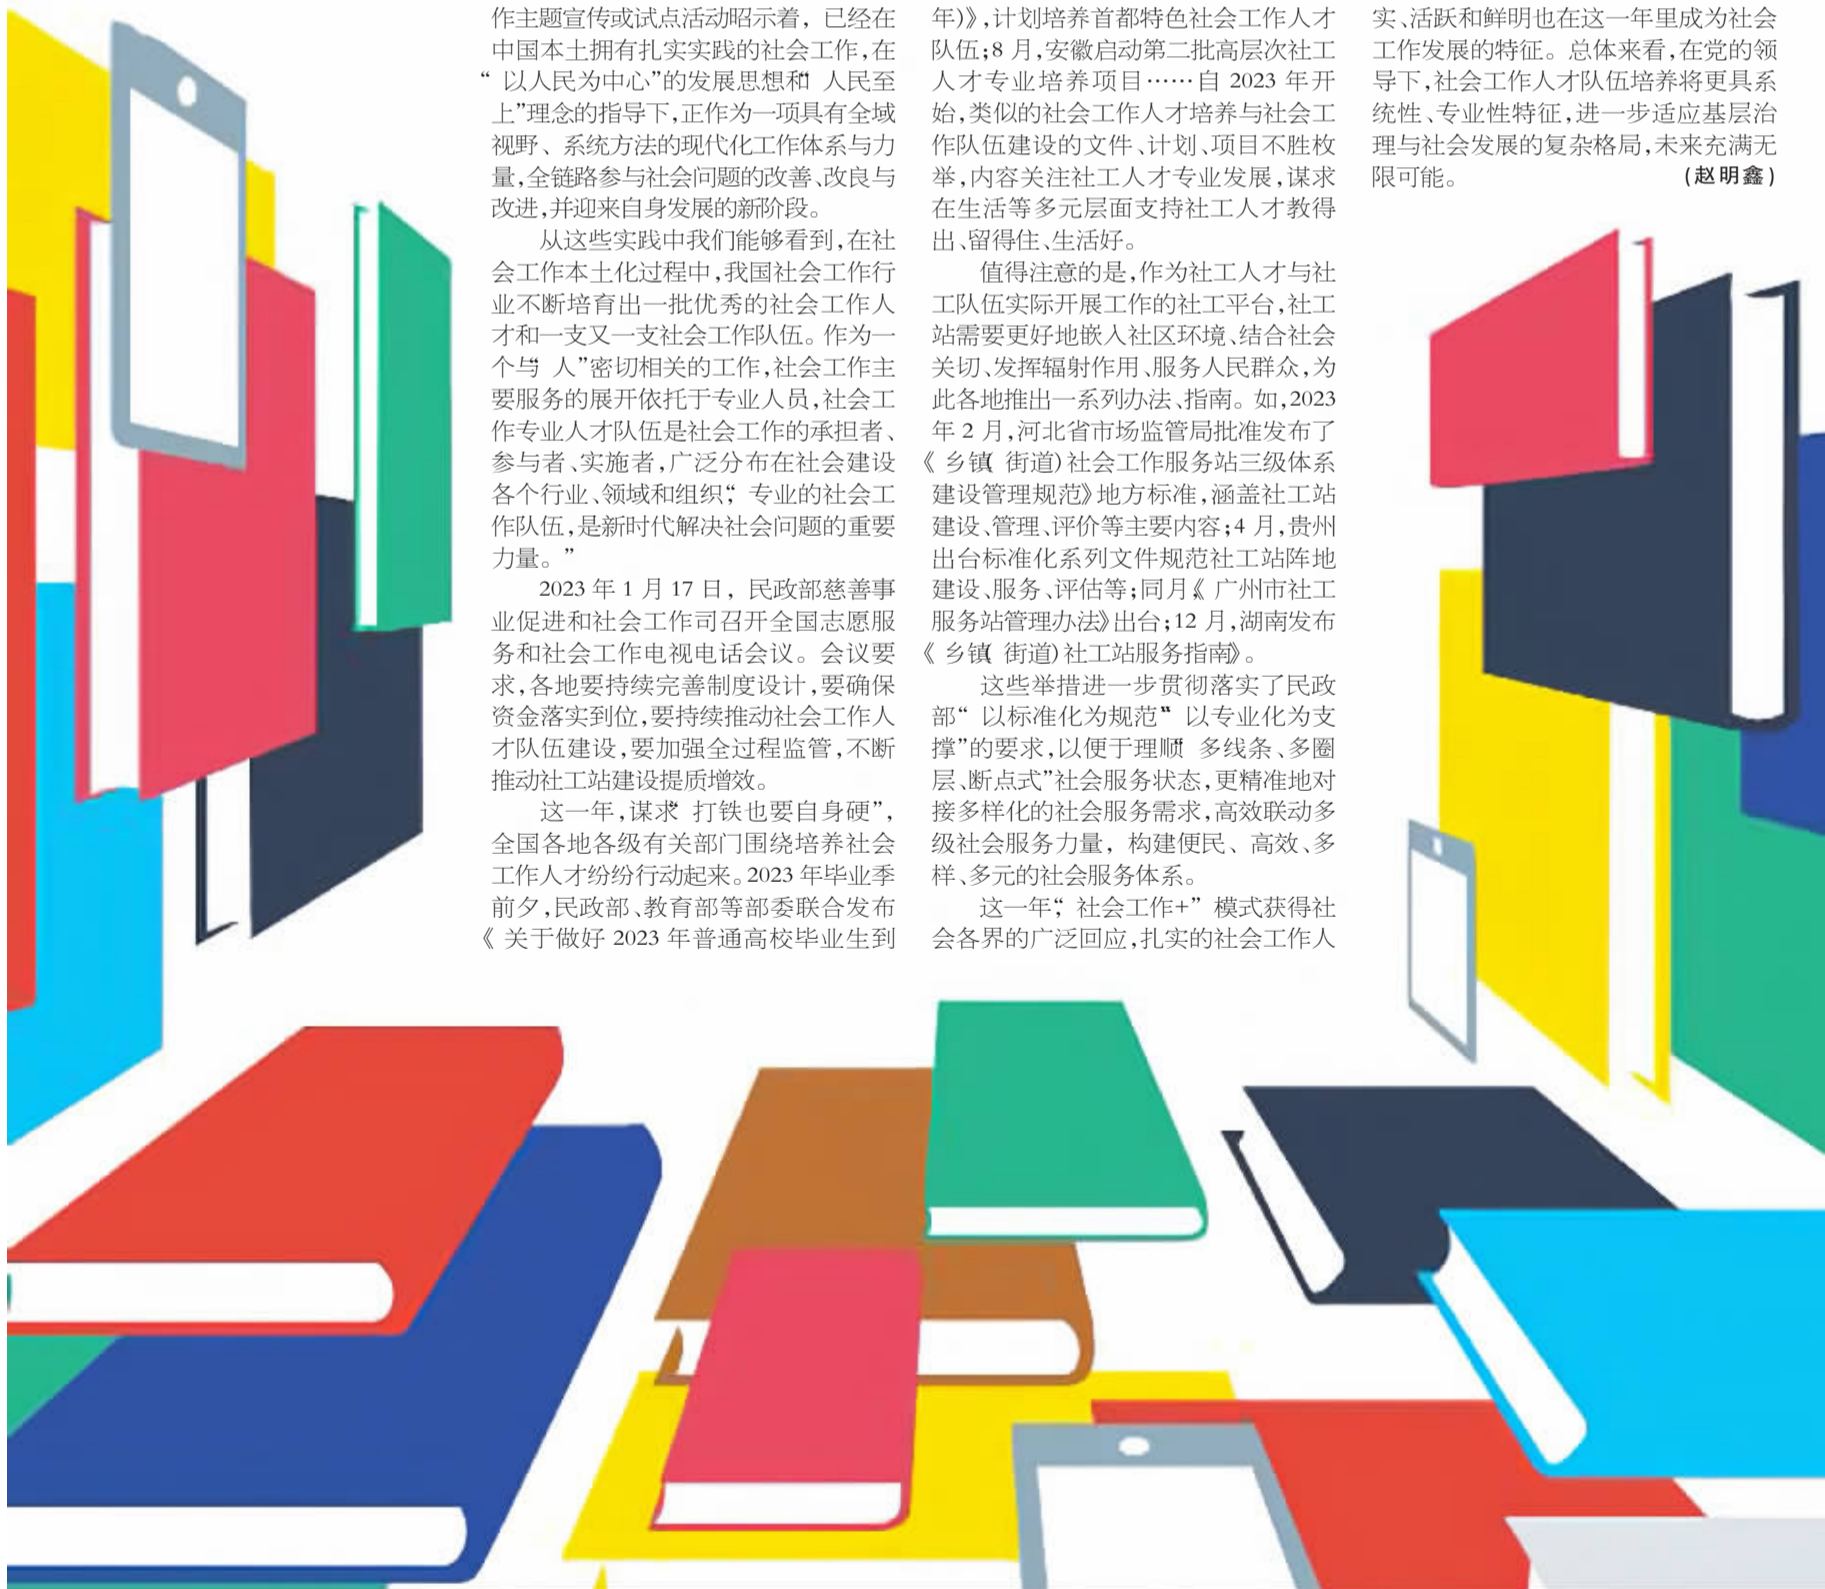 作主题宣传或试点活动昭示着，已经在
中国本土拥有扎实实践的社会工作，在
“以人民为中心”的发展思想和“人民至
上”理念的指导下，正作为一项具有全域
视野、系统方法的现代化工作体系与力
量，全链路参与社会问题的改善、改良与
改进，并迎来自身发展的新阶段。
从这些实践中我们能够看到，在社
会工作本土化过程中，我国社会工作行
业不断培育出一批优秀的社会工作人
才和一支又一支社会工作队伍。作为一
个与“人”密切相关的工作，社会工作主
要服务的展开依托于专业人员，社会工
作专业人才队伍是社会工作的承担者、
参与者、实施者，广泛分布在社会建设
各个行业、领域和组织，“专业的社会工
作队伍，是新时代解决社会问题的重要
力量。”
2023 年 1 月 17 日，民政部慈善事
业促进和社会工作司召开全国志愿服
务和社会工作电视电话会议。会议要
求，各地要持续完善制度设计，要确保
资金落实到位，要持续推动社会工作人
才队伍建设，要加强全过程监管，不断
推动社工站建设提质增效。
这一年，谋求“打铁也要自身硬”，
全国各地各级有关部门围绕培养社会
工作人才纷纷行动起来。2023 年毕业季
前夕，民政部、教育部等部委联合发布
《关于做好 2023 年普通高校毕业生到
年)》，计划培养首都特色社会工作人才
队伍；8 月，安徽启动第二批高层次社工
人才专业培养项目……自 2023 年开
始，类似的社会工作人才培养与社会工
作队伍建设的文件、计划、项目不胜枚
举，内容关注社工人才专业发展，谋求
在生活等多元层面支持社工人才教得
出、留得住、生活好。
值得注意的是，作为社工人才与社
工队伍实际开展工作的社工平台，社工
站需要更好地嵌入社区环境、结合社会
关切、发挥辐射作用、服务人民群众，为
此各地推出一系列办法、指南。如，2023
年 2 月，河北省市场监管局批准发布了
《乡镇(街道)社会工作服务站三级体系
建设管理规范》地方标准，涵盖社工站
建设、管理、评价等主要内容；4 月，贵州
出台标准化系列文件规范社工站阵地
建设、服务、评估等；同月，《广州市社工
服务站管理办法》出台；12 月，湖南发布
《乡镇(街道)社工站服务指南》。
这些举措进一步贯彻落实了民政
部“以标准化为规范”“以专业化为支
撑”的要求，以便于理顺“多线条、多圈
层、断点式”社会服务状态，更精准地对
接多样化的社会服务需求，高效联动多
级社会服务力量，构建便民、高效、多
样、多元的社会服务体系。
这一年，“社会工作+”模式获得社
会各界的广泛回应，扎实的社会工作人
实、活跃和鲜明也在这一年里成为社会
工作发展的特征。总体来看，在党的领
导下，社会工作人才队伍培养将更具系
统性、专业性特征，进一步适应基层治
理与社会发展的复杂格局，未来充满无
限可能。 (赵明鑫)